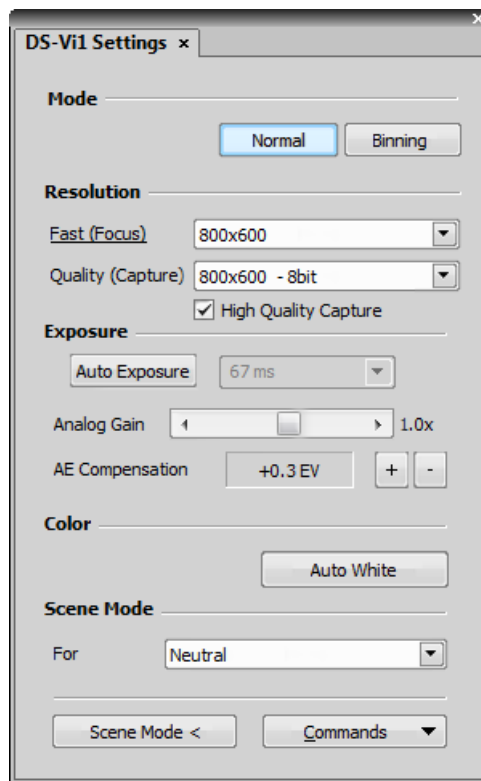 DS-Vi1 Settings ×
Mode
Normal Binning
Resolution
Fast (Focus) 800x600
Quality (Capture) 800x600 - 8bit
High Quality Capture
Exposure
Auto Exposure 67 ms
Analog Gain 1.0x
AE Compensation +0.3 EV + -
Color
Auto White
Scene Mode
For Neutral
Scene Mode < Commands